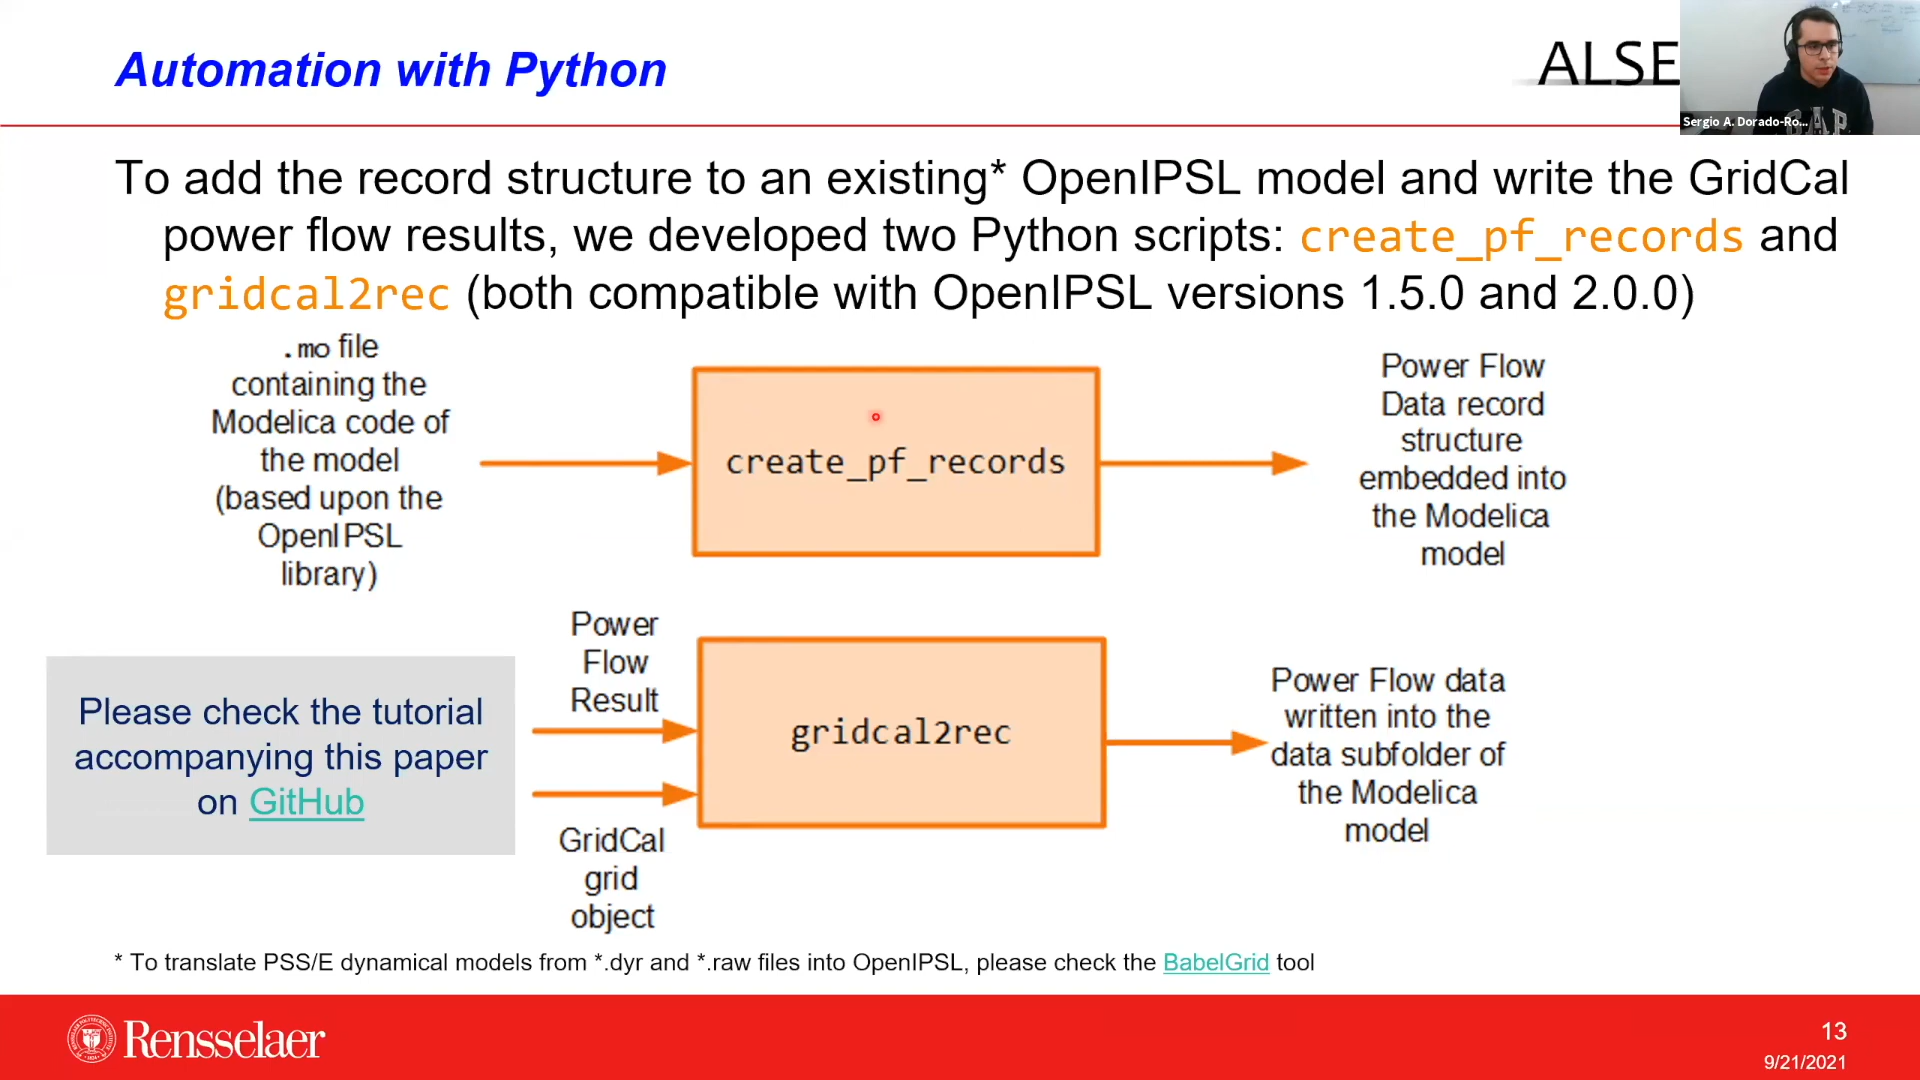 Automation with Python
ALSE
Sergio A. Dorado-Ro...
To add the record structure to an existing* OpenIPSL model and write the GridCal
power flow results, we developed two Python scripts: create_pf_records and
gridcal2rec (both compatible with OpenIPSL versions 1.5.0 and 2.0.0)
.mo file
containing the
Modelica code of
the model
(based upon the
OpenIPSL
library)
create_pf_records
Power Flow
Data record
structure
embedded into
the Modelica
model
Please check the tutorial
accompanying this paper
on GitHub
Power
Flow
Result
GridCal
grid
object
gridcal2rec
Power Flow data
written into the
data subfolder of
the Modelica
model
* To translate PSS/E dynamical models from *.dyr and *.raw files into OpenIPSL, please check the BabelGrid tool
Rensselaer
13
9/21/2021